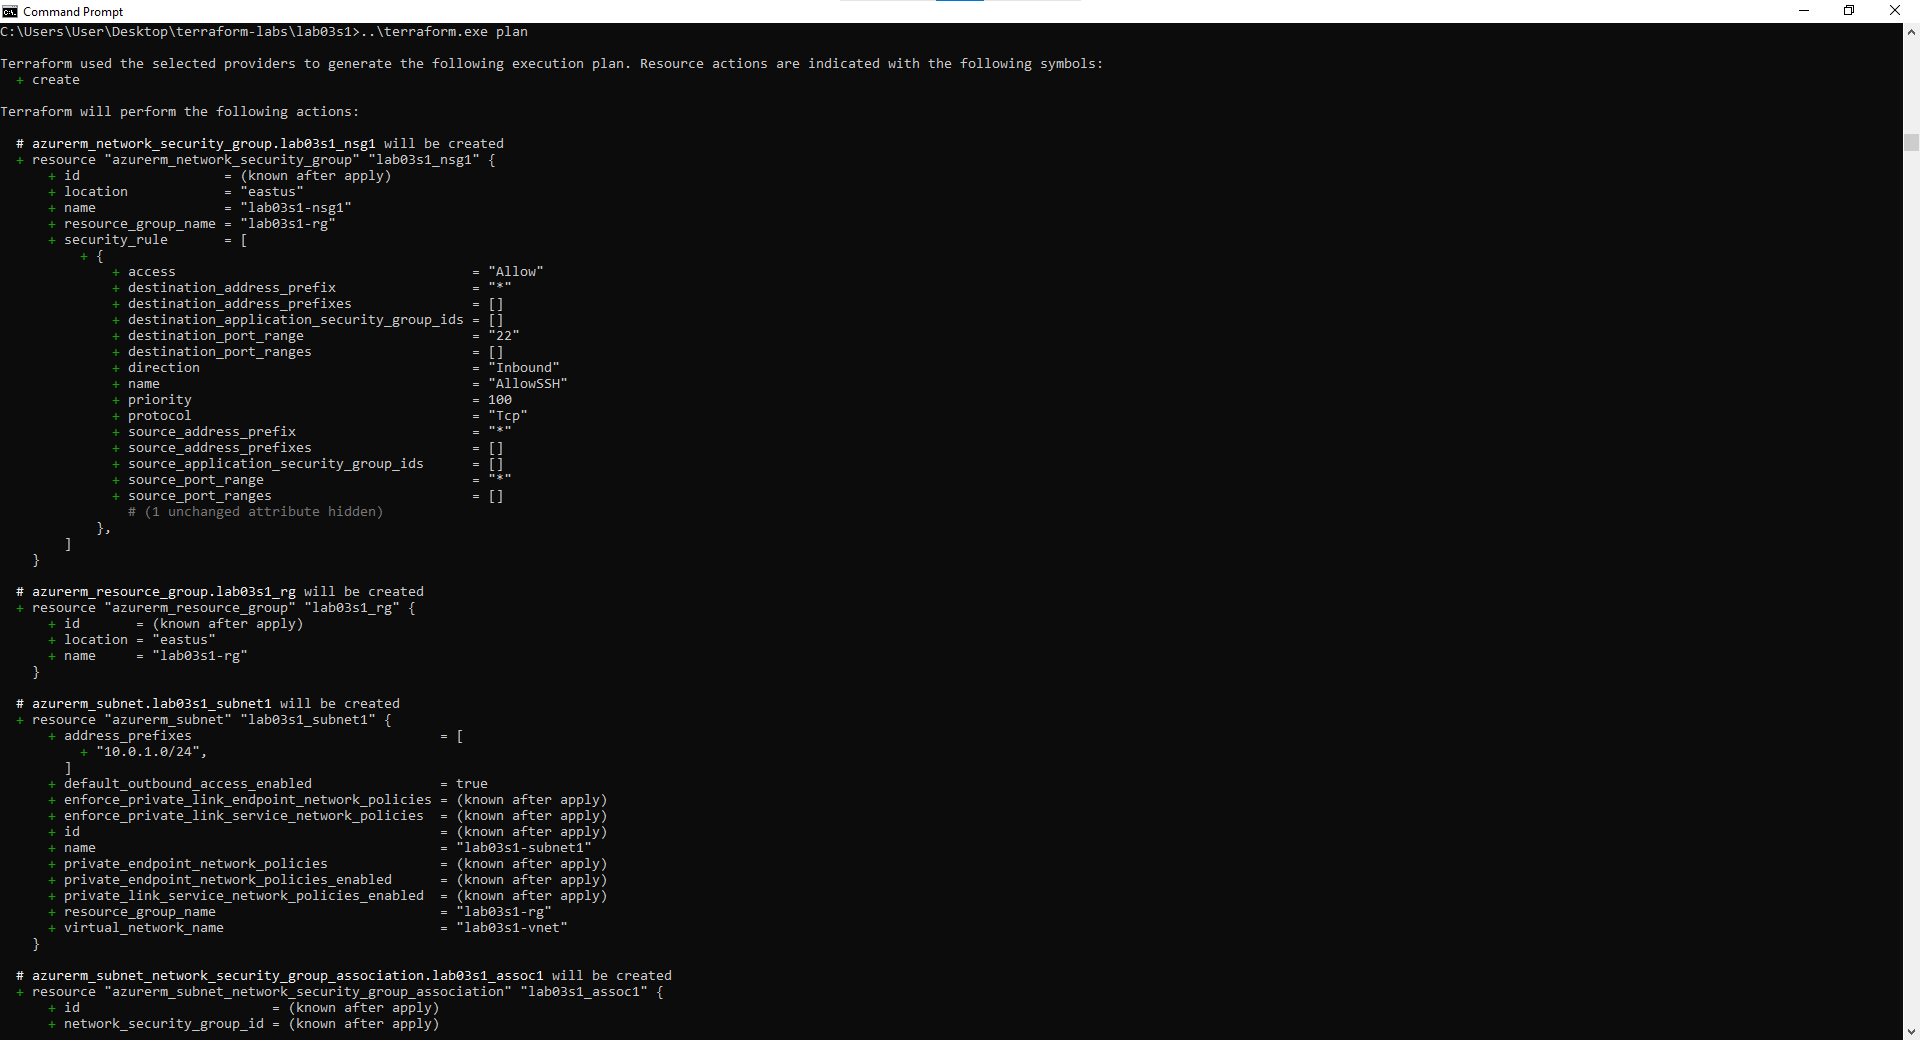 Command Prompt
C:\Users\User\Desktop\terraform-labs\lab03s1>..\terraform.exe plan
Terraform used the selected providers to generate the following execution plan. Resource actions are indicated with the following symbols:
  + create
Terraform will perform the following actions:
  # azurerm_network_security_group.lab03s1_nsg1 will be created
  + resource "azurerm_network_security_group" "lab03s1_nsg1" {
      + id                  = (known after apply)
      + location            = "eastus"
      + name                = "lab03s1-nsg1"
      + resource_group_name = "lab03s1-rg"
      + security_rule       = [
          + {
              + access                                     = "Allow"
              + destination_address_prefix                 = "*"
              + destination_address_prefixes               = []
              + destination_application_security_group_ids = []
              + destination_port_range                     = "22"
              + destination_port_ranges                    = []
              + direction                                  = "Inbound"
              + name                                       = "AllowSSH"
              + priority                                   = 100
              + protocol                                   = "Tcp"
              + source_address_prefix                      = "*"
              + source_address_prefixes                    = []
              + source_application_security_group_ids      = []
              + source_port_range                          = "*"
              + source_port_ranges                         = []
                # (1 unchanged attribute hidden)
            },
        ]
    }
  # azurerm_resource_group.lab03s1_rg will be created
  + resource "azurerm_resource_group" "lab03s1_rg" {
      + id       = (known after apply)
      + location = "eastus"
      + name     = "lab03s1-rg"
    }
  # azurerm_subnet.lab03s1_subnet1 will be created
  + resource "azurerm_subnet" "lab03s1_subnet1" {
      + address_prefixes                               = [
          + "10.0.1.0/24",
        ]
      + default_outbound_access_enabled                = true
      + enforce_private_link_endpoint_network_policies = (known after apply)
      + enforce_private_link_service_network_policies  = (known after apply)
      + id                                             = (known after apply)
      + name                                           = "lab03s1-subnet1"
      + private_endpoint_network_policies              = (known after apply)
      + private_endpoint_network_policies_enabled      = (known after apply)
      + private_link_service_network_policies_enabled  = (known after apply)
      + resource_group_name                            = "lab03s1-rg"
      + virtual_network_name                           = "lab03s1-vnet"
    }
  # azurerm_subnet_network_security_group_association.lab03s1_assoc1 will be created
  + resource "azurerm_subnet_network_security_group_association" "lab03s1_assoc1" {
      + id                        = (known after apply)
      + network_security_group_id = (known after apply)